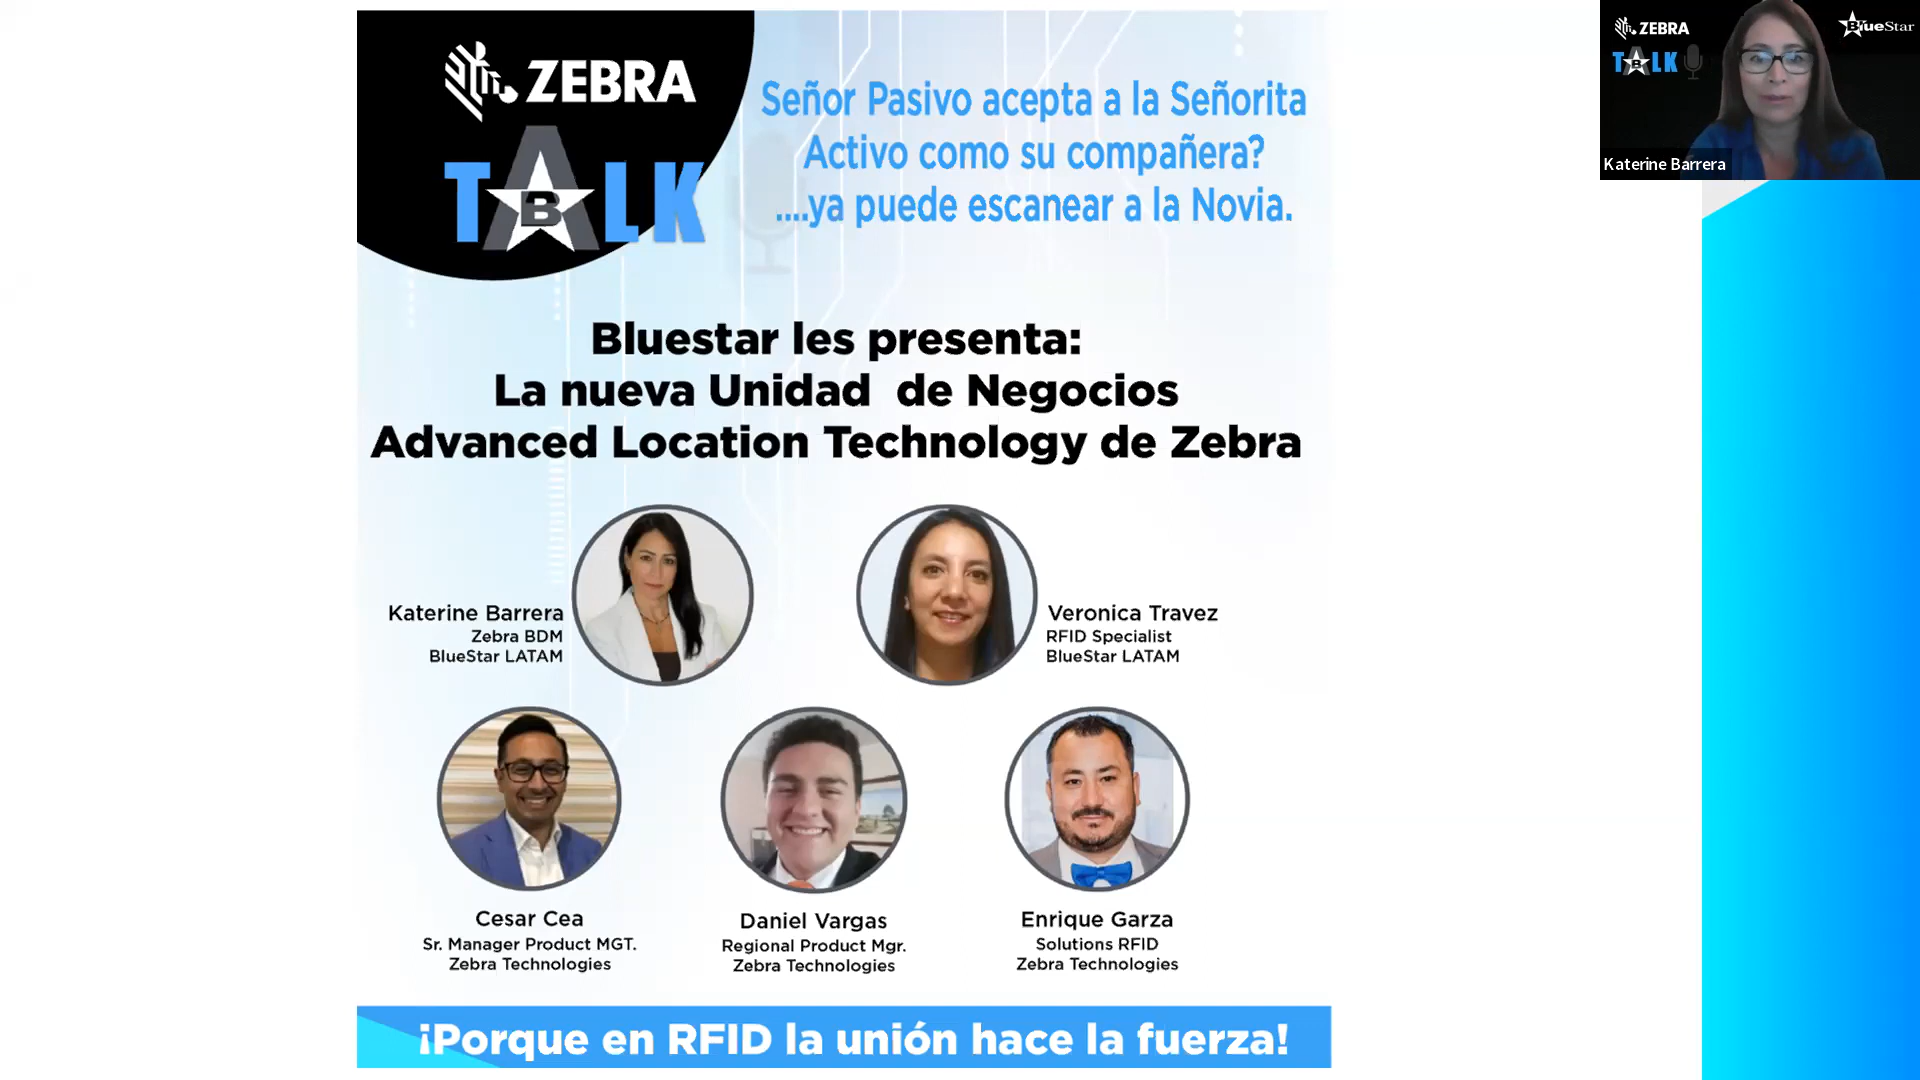 ZEBRA
TALK
B
Señor Pasivo acepta a la Señorita
Activo como su compañera?
....ya puede escanear a la Novia.
Bluestar les presenta:
La nueva Unidad de Negocios
Advanced Location Technology de Zebra
Katerine Barrera
Zebra BDM
BlueStar LATAM
Veronica Travez
RFID Specialist
BlueStar LATAM
Cesar Cea
Sr. Manager Product MGT.
Zebra Technologies
Daniel Vargas
Regional Product Mgr.
Zebra Technologies
Enrique Garza
Solutions RFID
Zebra Technologies
¡Porque en RFID la unión hace la fuerza!
ZEBRA
TALK
B
BlueStar
Katerine Barrera